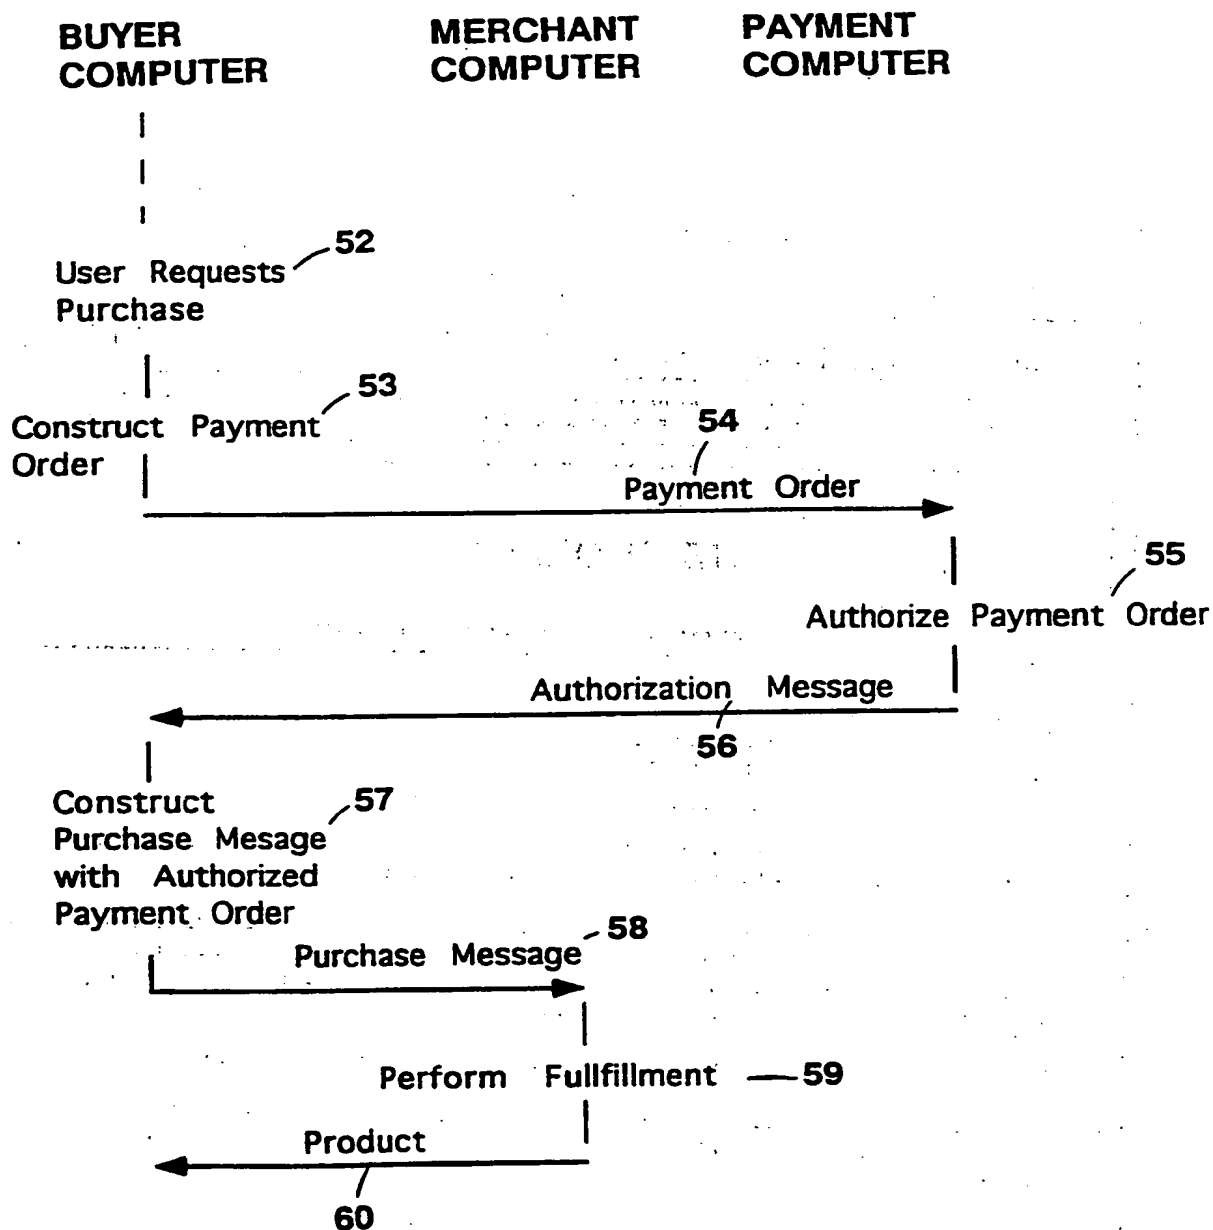 BUYER
COMPUTER
MERCHANT
COMPUTER
PAYMENT
COMPUTER
52
User Requests
Purchase
53
Construct Payment
Order
54
Payment Order
55
Authorize Payment Order
Authorization Message
56
Construct
57
Purchase Mesage
with Authorized
Payment Order
58
Purchase Message
Perform Fullfillment
59
Product
60